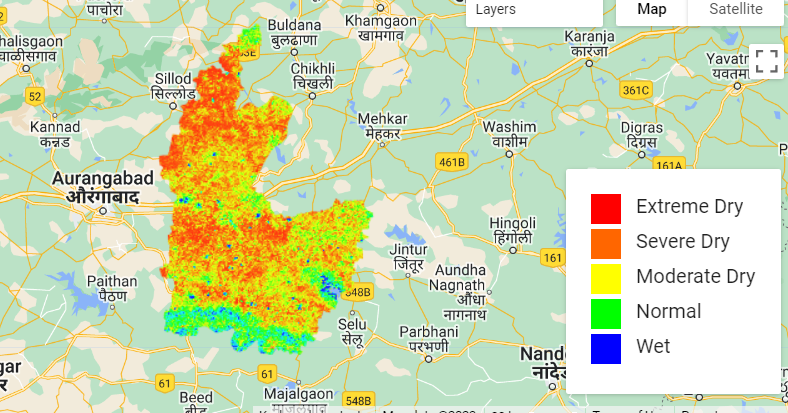 पाचोरा
Buldana
बुलढाणा
Khamgaon
खामगाव
Layers
Map
Satellite
halisgaon
ाळीसगाव
53E
Karanja
कारंजा
Chikhli
चिखली
Sillod
सिल्लोड
Yavatm
यवतमा
52
361C
Kannad
कन्नड
Mehkar
मेहकर
Washim
वाशीम
Digras
दिग्रस
461B
161A
Aurangabad
औरंगाबाद
Extreme Dry
Severe Dry
Moderate Dry
Normal
Wet
Hingoli
हिंगोली
161
Jintur
जिंतूर
Aundha
Nagnath
औंढा
नागनाथ
Paithan
पैठण
548B
Selu
सेलू
Parbhani
परभणी
Nande
नांदेड
gar
र
61
61
Beed
बीड
Majalgaon
माजलगाव
548B